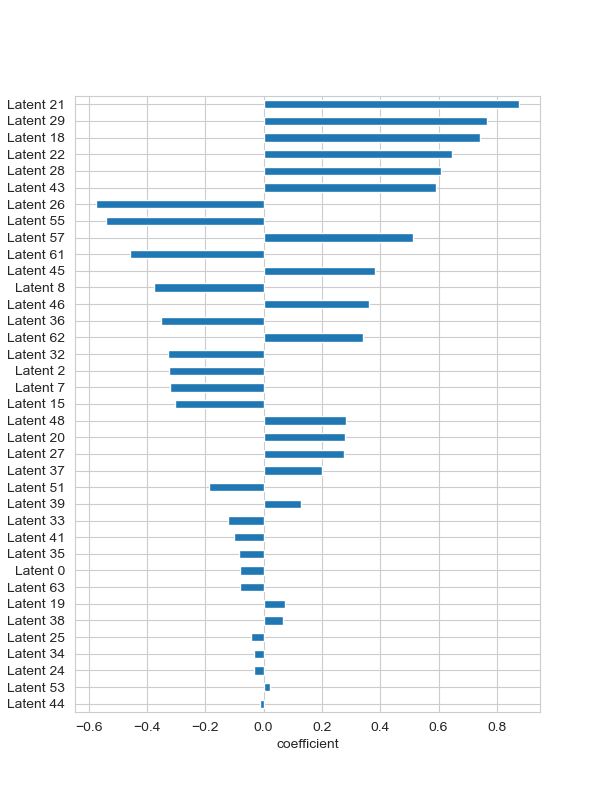 Latent 21
Latent 29
Latent 18
Latent 22
Latent 28
Latent 43
Latent 26
Latent 55
Latent 57
Latent 61
Latent 45
Latent 8
Latent 46
Latent 36
Latent 62
Latent 32
Latent 2
Latent 7
Latent 15
Latent 48
Latent 20
Latent 27
Latent 37
Latent 51
Latent 39
Latent 33
Latent 41
Latent 35
Latent 0
Latent 63
Latent 19
Latent 38
Latent 25
Latent 34
Latent 24
Latent 53
Latent 44
−0.6 −0.4 −0.2 0.0 0.2 0.4 0.6 0.8
coefficient